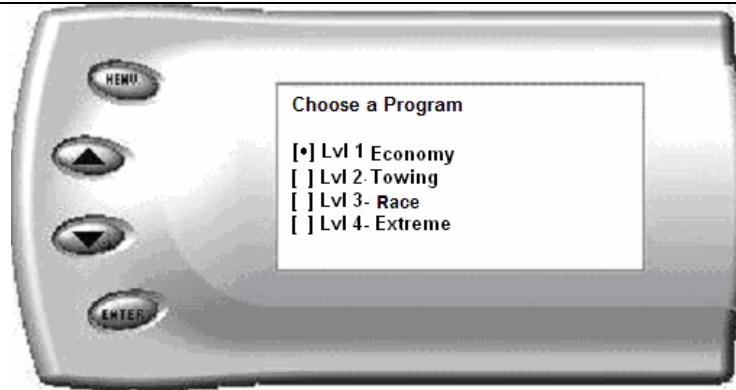 MENU
Choose a Program
[•] Lvl 1 Economy
[ ] Lvl 2- Towing
[ ] Lvl 3- Race
[ ] Lvl 4- Extreme
ENTER